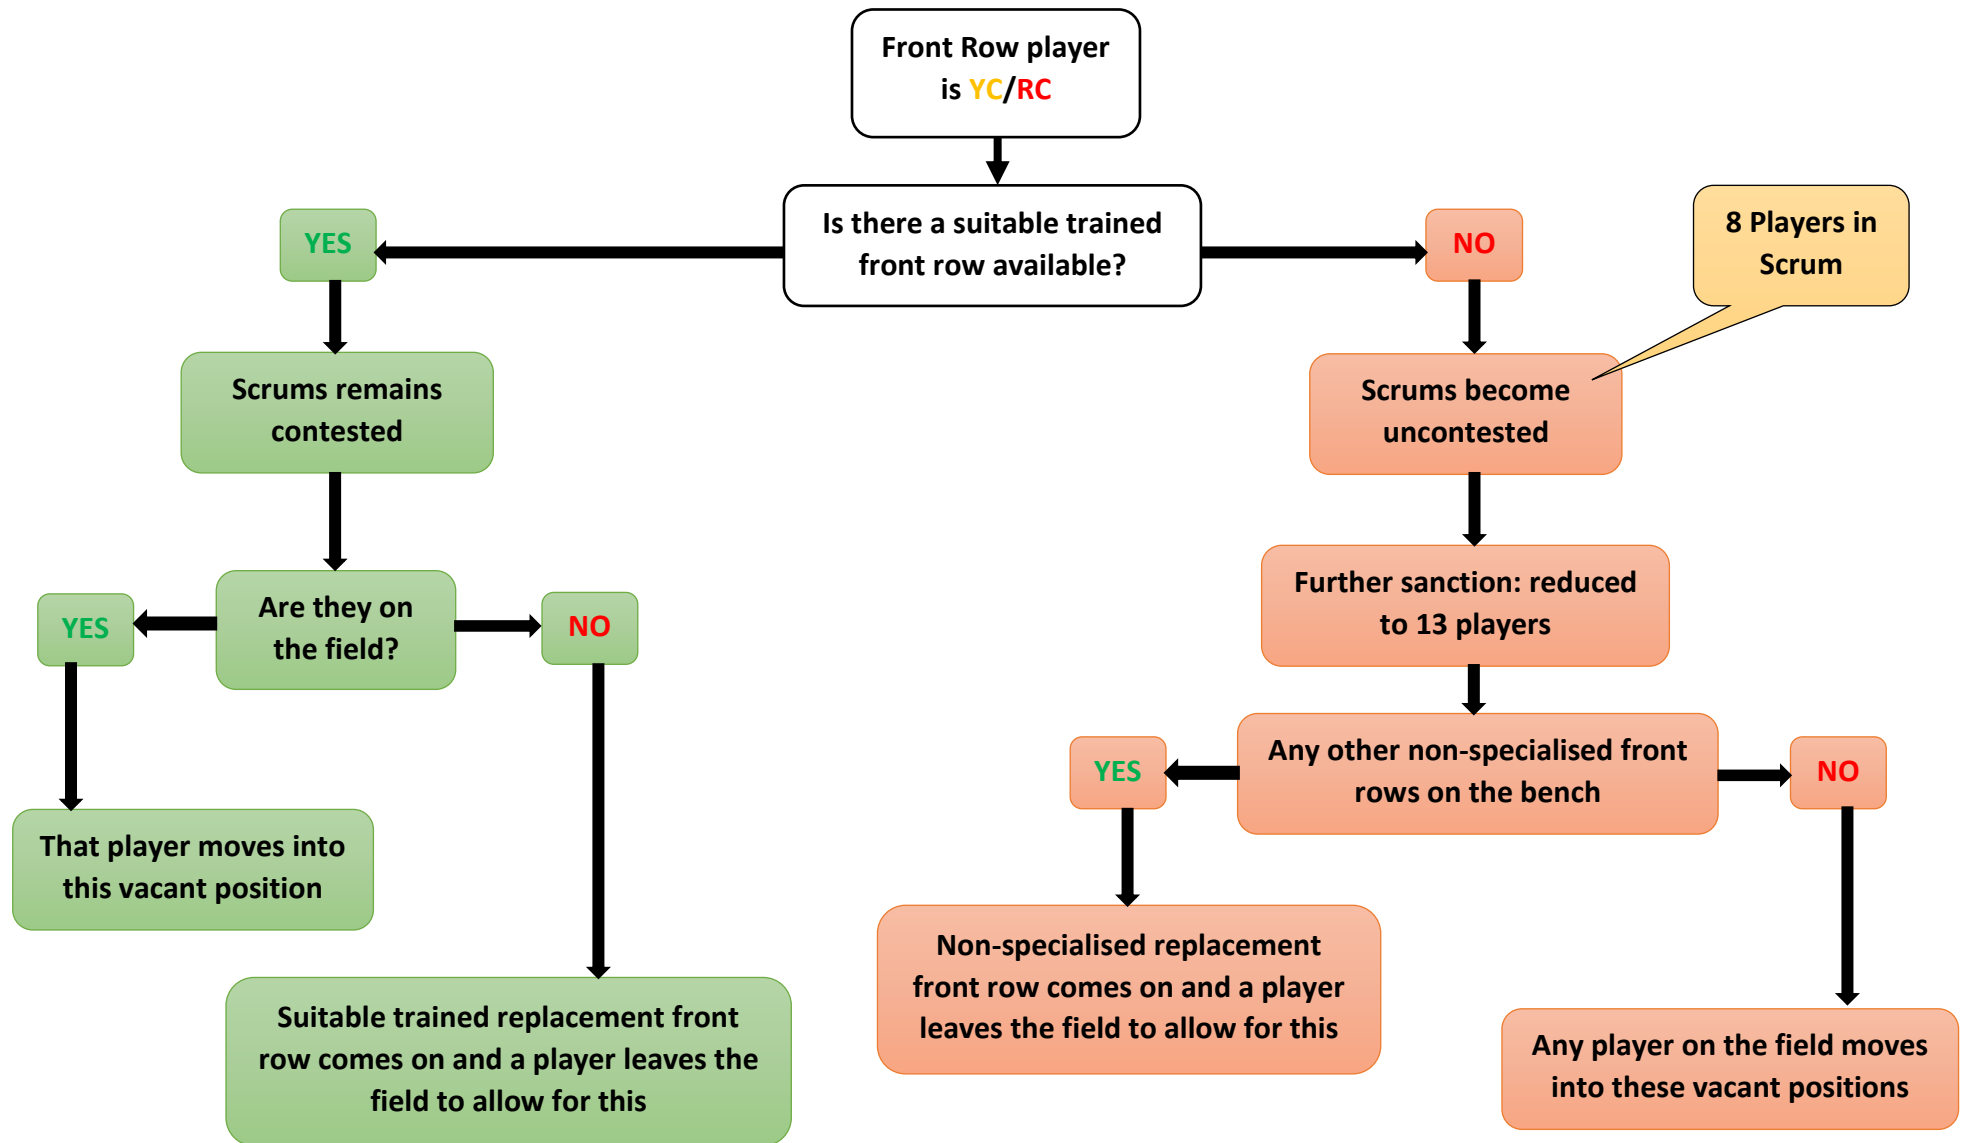 Front Row player
is YC/RC
Is there a suitable trained
front row available?
YES
NO
8 Players in
Scrum
Scrums remains
contested
Scrums become
uncontested
Are they on
the field?
YES
NO
Further sanction: reduced
to 13 players
Any other non-specialised front
rows on the bench
YES
NO
That player moves into
this vacant position
Suitable trained replacement front
row comes on and a player leaves the
field to allow for this
Non-specialised replacement
front row comes on and a player
leaves the field to allow for this
Any player on the field moves
into these vacant positions